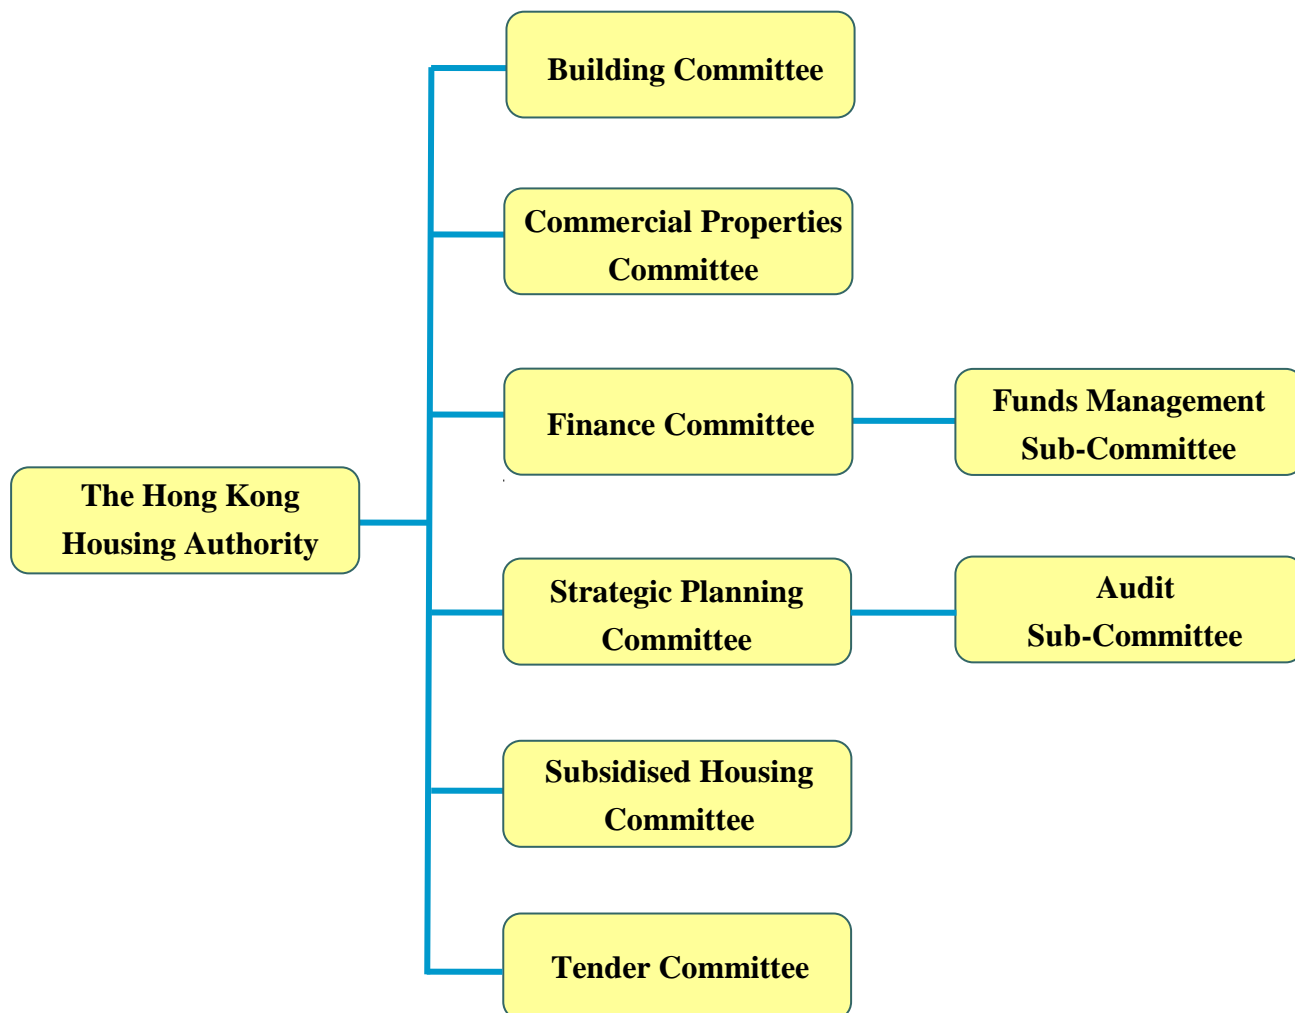 Building Committee
Commercial Properties
Committee
Finance Committee
Funds Management
Sub-Committee
The Hong Kong
Housing Authority
Strategic Planning
Committee
Audit
Sub-Committee
Subsidised Housing
Committee
Tender Committee